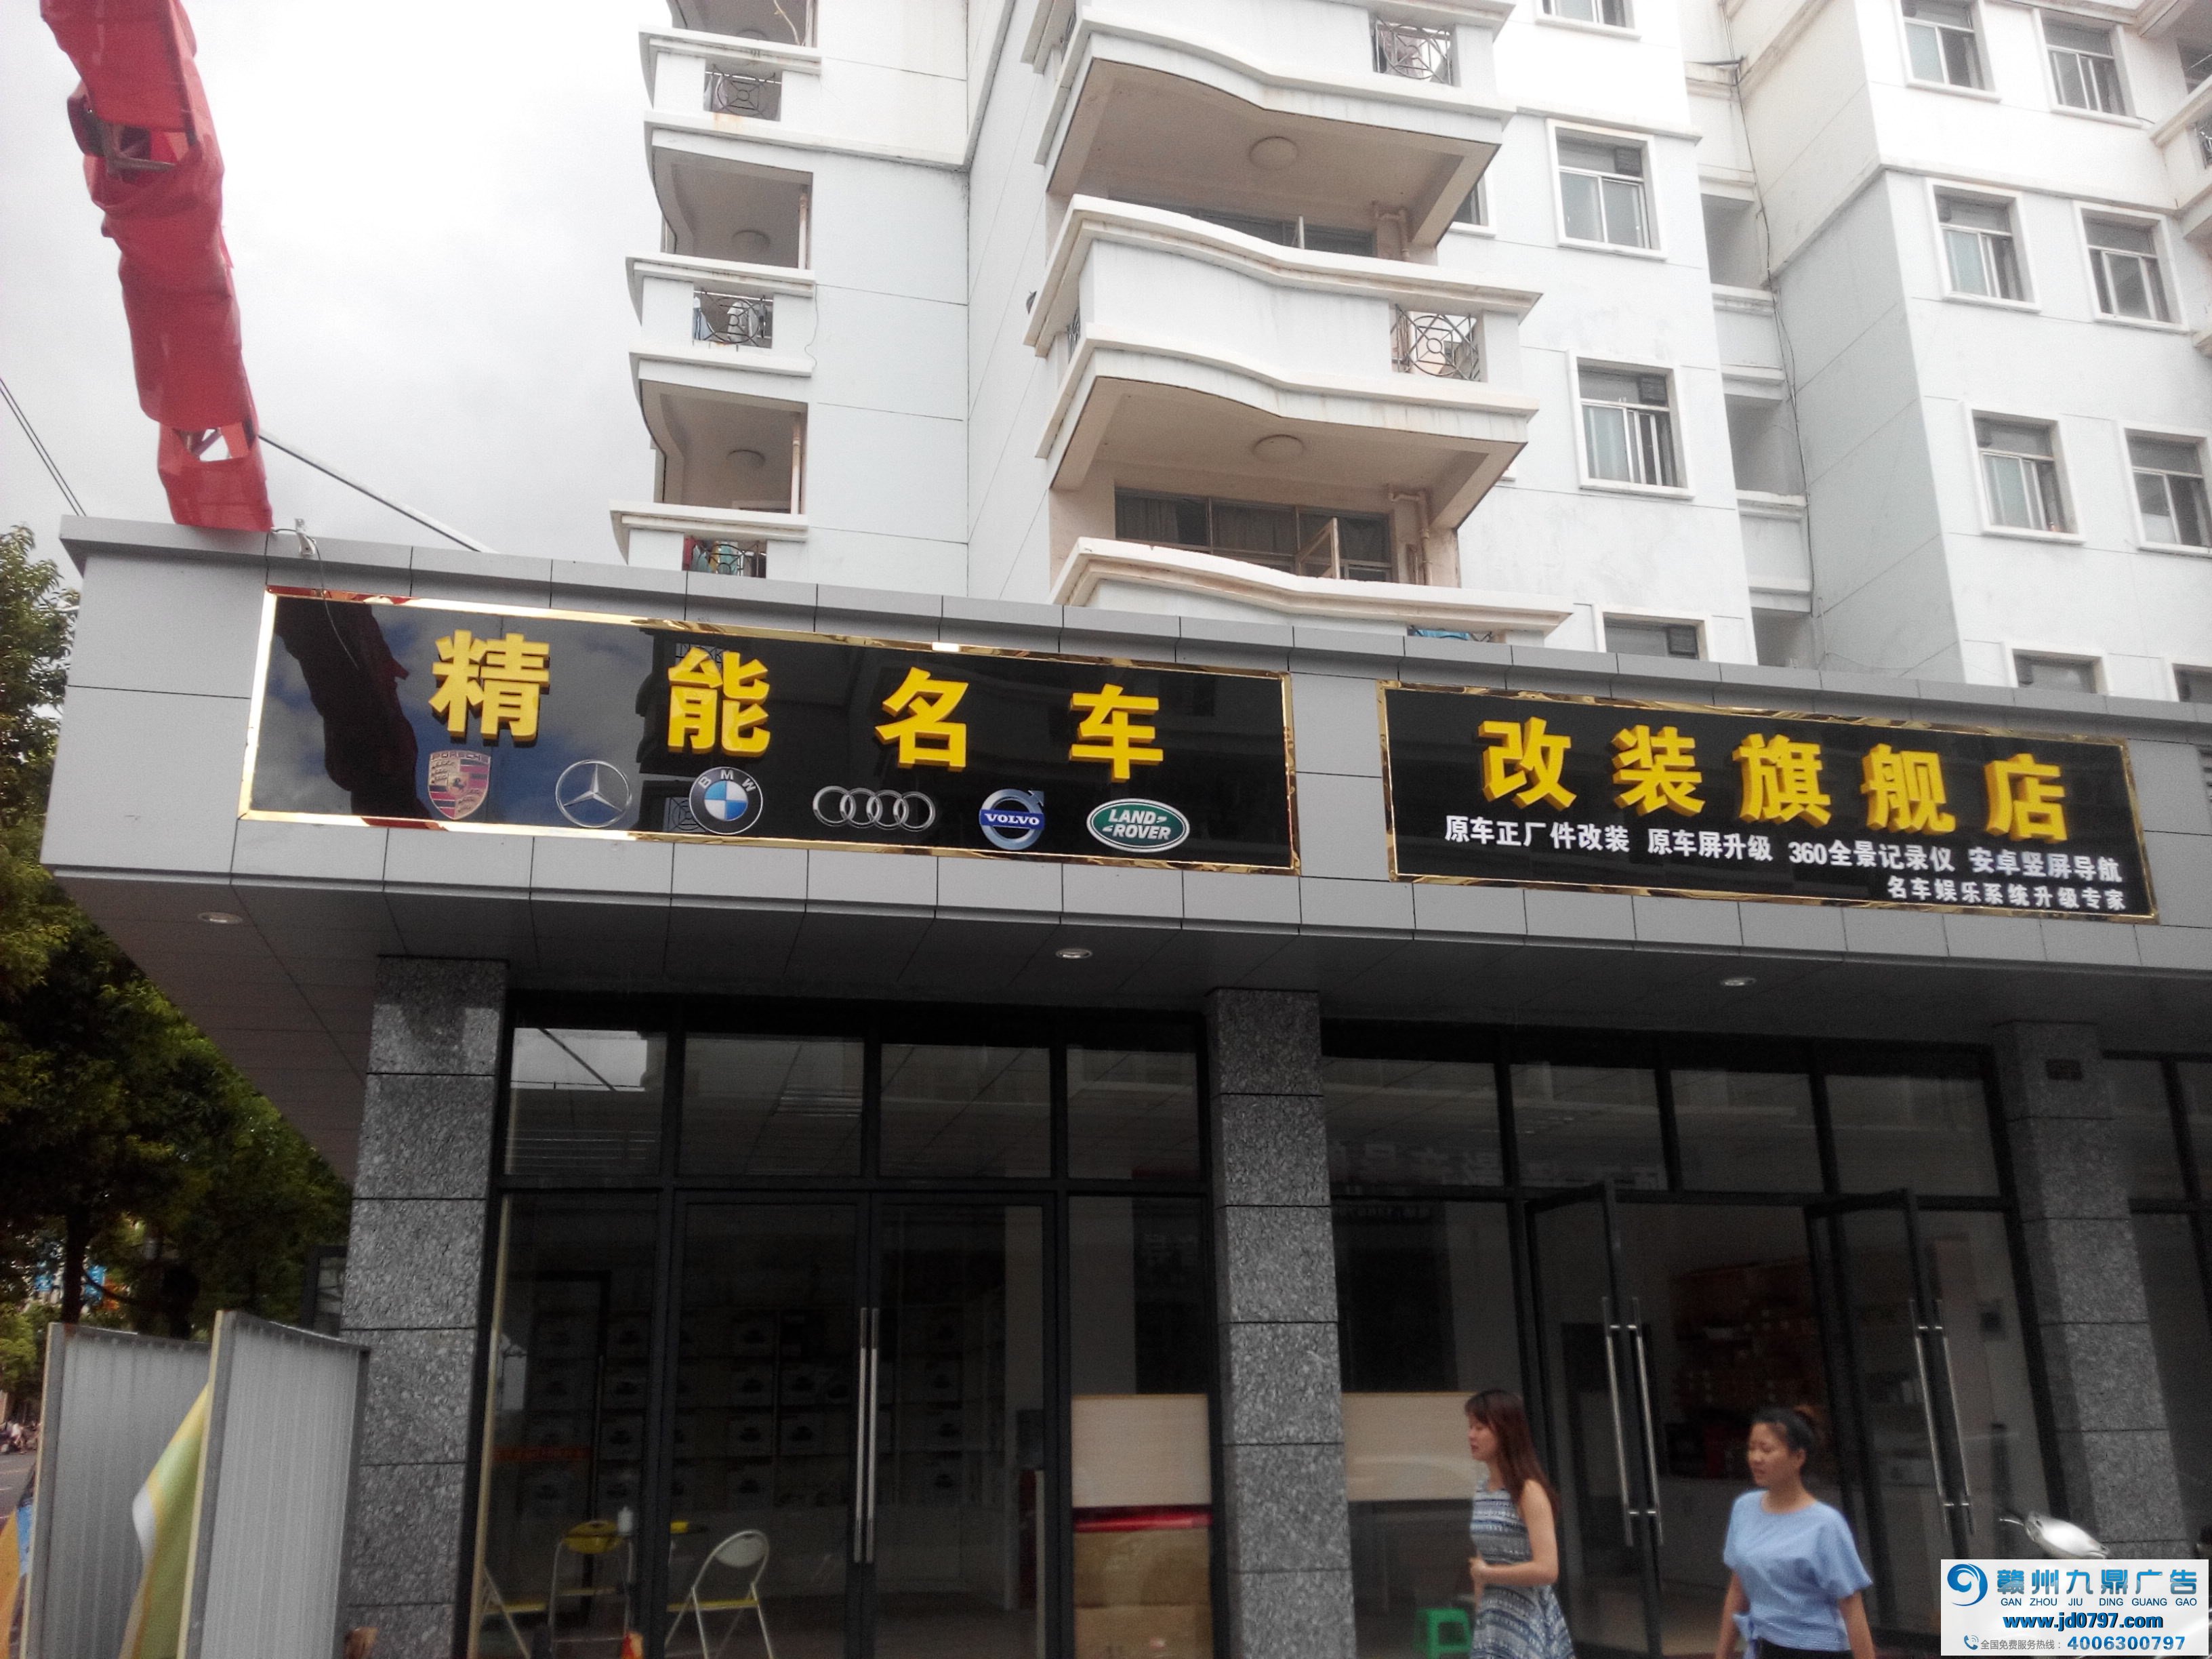 精能名车
PORSCHE
BMW
VOLVO
LAND ROVER
改装旗舰店
原车正厂件改装 原车屏升级 360全景记录仪 安卓竖屏导航
名车娱乐系统升级专家
赣州九鼎广告
GAN ZHOU JIU DING GUANG GAO
www.jd0797.com
全国免费服务热线：4006300797